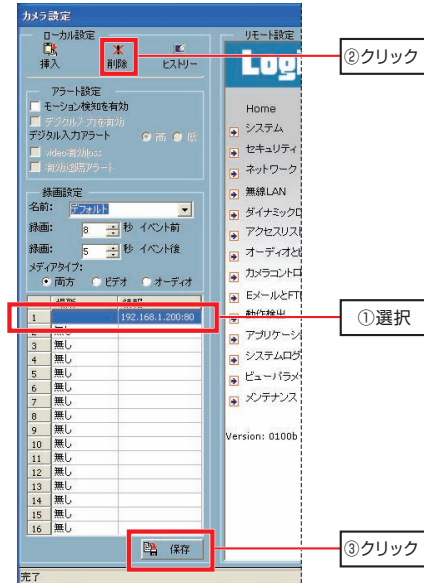 カメラ設定
ローカル設定
挿入
削除
ヒストリー
アラート設定
モーション検知を有効
デジタル入力を有効
デジタル入力アラート
高
低
video有効loss
録画設定
名前:
デフォルト
録画:
8
秒 イベント前
録画:
5
秒 イベント後
メディアタイプ:
両方
ビデオ
オーディオ
1
192.168.1.200:80
3 無し
4 無し
5 無し
6 無し
7 無し
8 無し
9 無し
10 無し
11 無し
12 無し
13 無し
14 無し
15 無し
16 無し
保存
完了
リモート設定
Logi
Home
システム
セキュリティ
ネットワーク
無線LAN
ダイナミック
アクセスリス
オーディオと
カメラコントロ
EメールとFT
動作検出
アプリケーシ
システムログ
ビューパラメ
メンテナンス
Version: 0100b
②クリック
①選択
③クリック